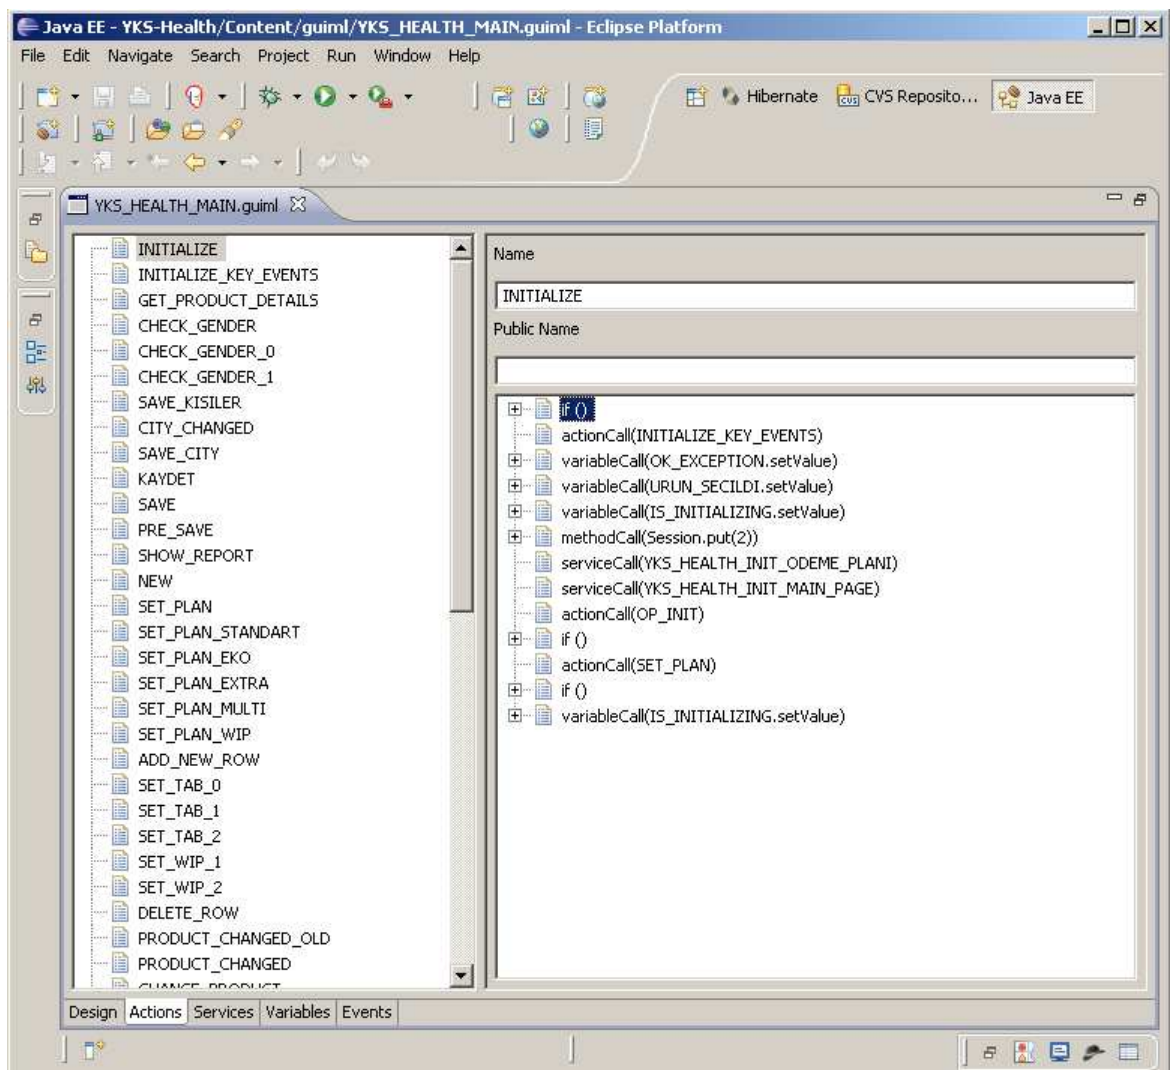 Java EE - YKS-Health/Content/guiml/YKS_HEALTH_MAIN.guiml - Eclipse Platform
File Edit Navigate Search Project Run Window Help
Hibernate CVS Reposito... Java EE
YKS_HEALTH_MAIN.guiml
INITIALIZE
INITIALIZE_KEY_EVENTS
GET_PRODUCT_DETAILS
CHECK_GENDER
CHECK_GENDER_0
CHECK_GENDER_1
SAVE_KISILER
CITY_CHANGED
SAVE_CITY
KAYDET
SAVE
PRE_SAVE
SHOW_REPORT
NEW
SET_PLAN
SET_PLAN_STANDART
SET_PLAN_EKO
SET_PLAN_EXTRA
SET_PLAN_MULTI
SET_PLAN_WIP
ADD_NEW_ROW
SET_TAB_0
SET_TAB_1
SET_TAB_2
SET_WIP_1
SET_WIP_2
DELETE_ROW
PRODUCT_CHANGED_OLD
PRODUCT_CHANGED
CHANGE_PRODUCT
Name
INITIALIZE
Public Name
if ()
actionCall(INITIALIZE_KEY_EVENTS)
variableCall(OK_EXCEPTION.setValue)
variableCall(URUN_SECILDI.setValue)
variableCall(IS_INITIALIZING.setValue)
methodCall(Session.put(2))
serviceCall(YKS_HEALTH_INIT_ODEME_PLANI)
serviceCall(YKS_HEALTH_INIT_MAIN_PAGE)
actionCall(OP_INIT)
if ()
actionCall(SET_PLAN)
if ()
variableCall(IS_INITIALIZING.setValue)
Design Actions Services Variables Events